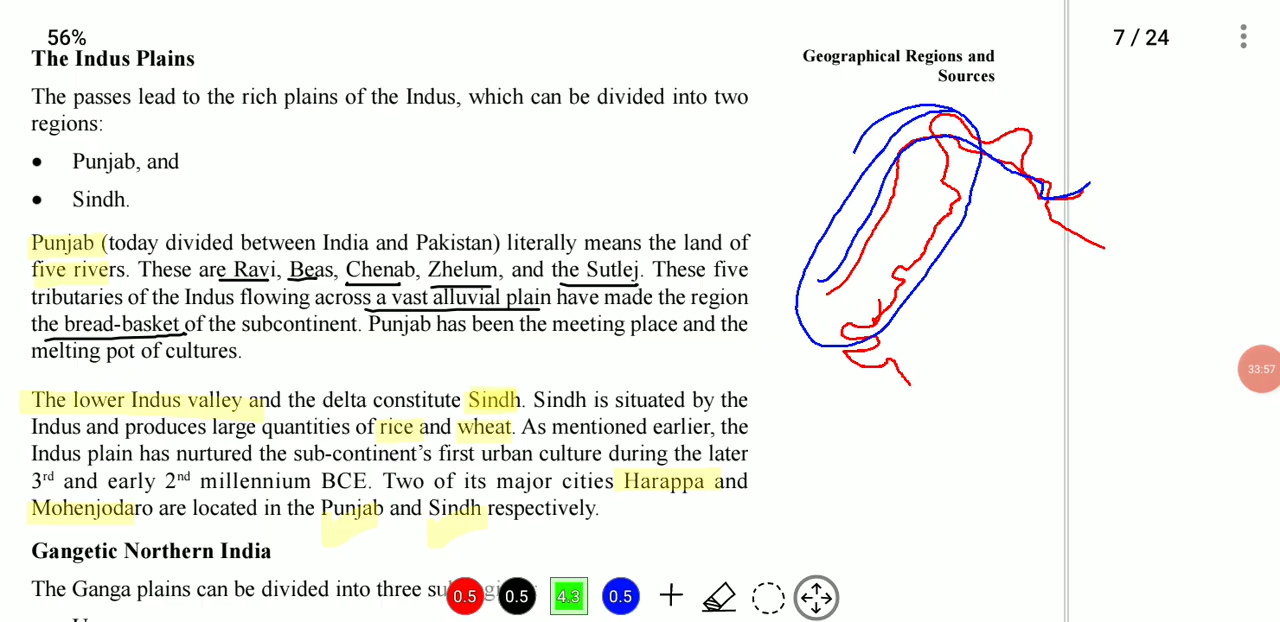 56%
7 / 24
The Indus Plains
Geographical Regions and
Sources
The passes lead to the rich plains of the Indus, which can be divided into two
regions:
• Punjab, and
• Sindh.
Punjab (today divided between India and Pakistan) literally means the land of
five rivers. These are Ravi, Beas, Chenab, Zhelum, and the Sutlej. These five
tributaries of the Indus flowing across a vast alluvial plain have made the region
the bread-basket of the subcontinent. Punjab has been the meeting place and the
melting pot of cultures.
33:57
The lower Indus valley and the delta constitute Sindh. Sindh is situated by the
Indus and produces large quantities of rice and wheat. As mentioned earlier, the
Indus plain has nurtured the sub-continent's first urban culture during the later
3rd and early 2nd millennium BCE. Two of its major cities Harappa and
Mohenjodaro are located in the Punjab and Sindh respectively.
Gangetic Northern India
The Ganga plains can be divided into three
0.5 0.5 4.3 0.5